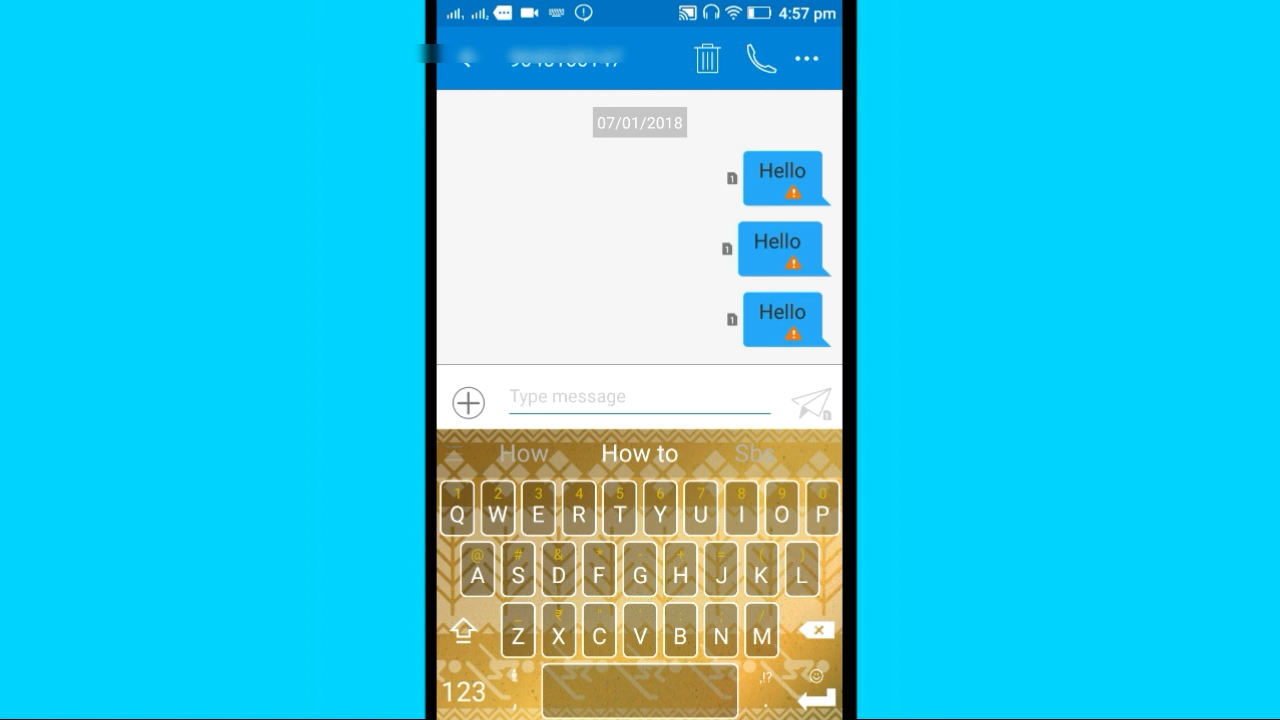 4:57 pm
07/01/2018
Hello
Hello
Hello
Type message
How How to
1 2 3 4 5 6 7 8 9 0
Q W E R T Y U I O P
@ # & * - + = ( )
A S D F G H J K L
Z X C V B N M
123 , .
!?